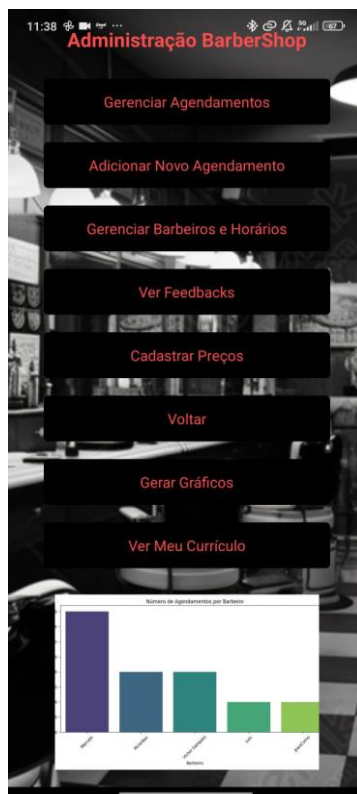 11:38
Administração BarberShop
Gerenciar Agendamentos
Adicionar Novo Agendamento
Gerenciar Barbeiros e Horários
Ver Feedbacks
Cadastrar Preços
Voltar
Gerar Gráficos
Ver Meu Currículo
Número de Agendamentos por Barbeiro
Barbeiro